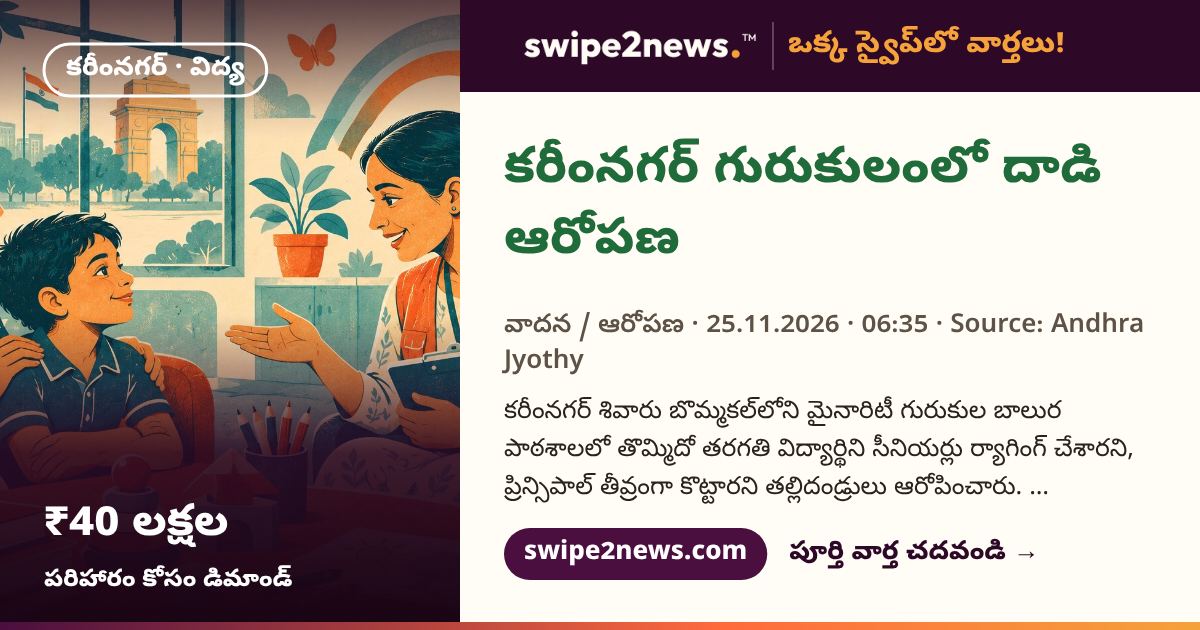 కరీంనగర్ · విద్య
swipe2news.™
ఒక్క స్వైప్‌లో వార్తలు!
కరీంనగర్ గురుకులంలో దాడి
ఆరోపణ
వాదన / ఆరోపణ · 25.11.2026 · 06:35 · Source: Andhra
Jyothy
కరీంనగర్ శివారు బొమ్మకల్‌లోని మైనారిటీ గురుకుల బాలుర
పాఠశాలలో తొమ్మిదో తరగతి విద్యార్థిని సీనియర్లు ర్యాగింగ్ చేశారని,
ప్రిన్సిపాల్ తీవ్రంగా కొట్టారని తల్లిదండ్రులు ఆరోపించారు. ...
₹40 లక్షల
పరిహారం కోసం డిమాండ్
swipe2news.com
పూర్తి వార్త చదవండి →